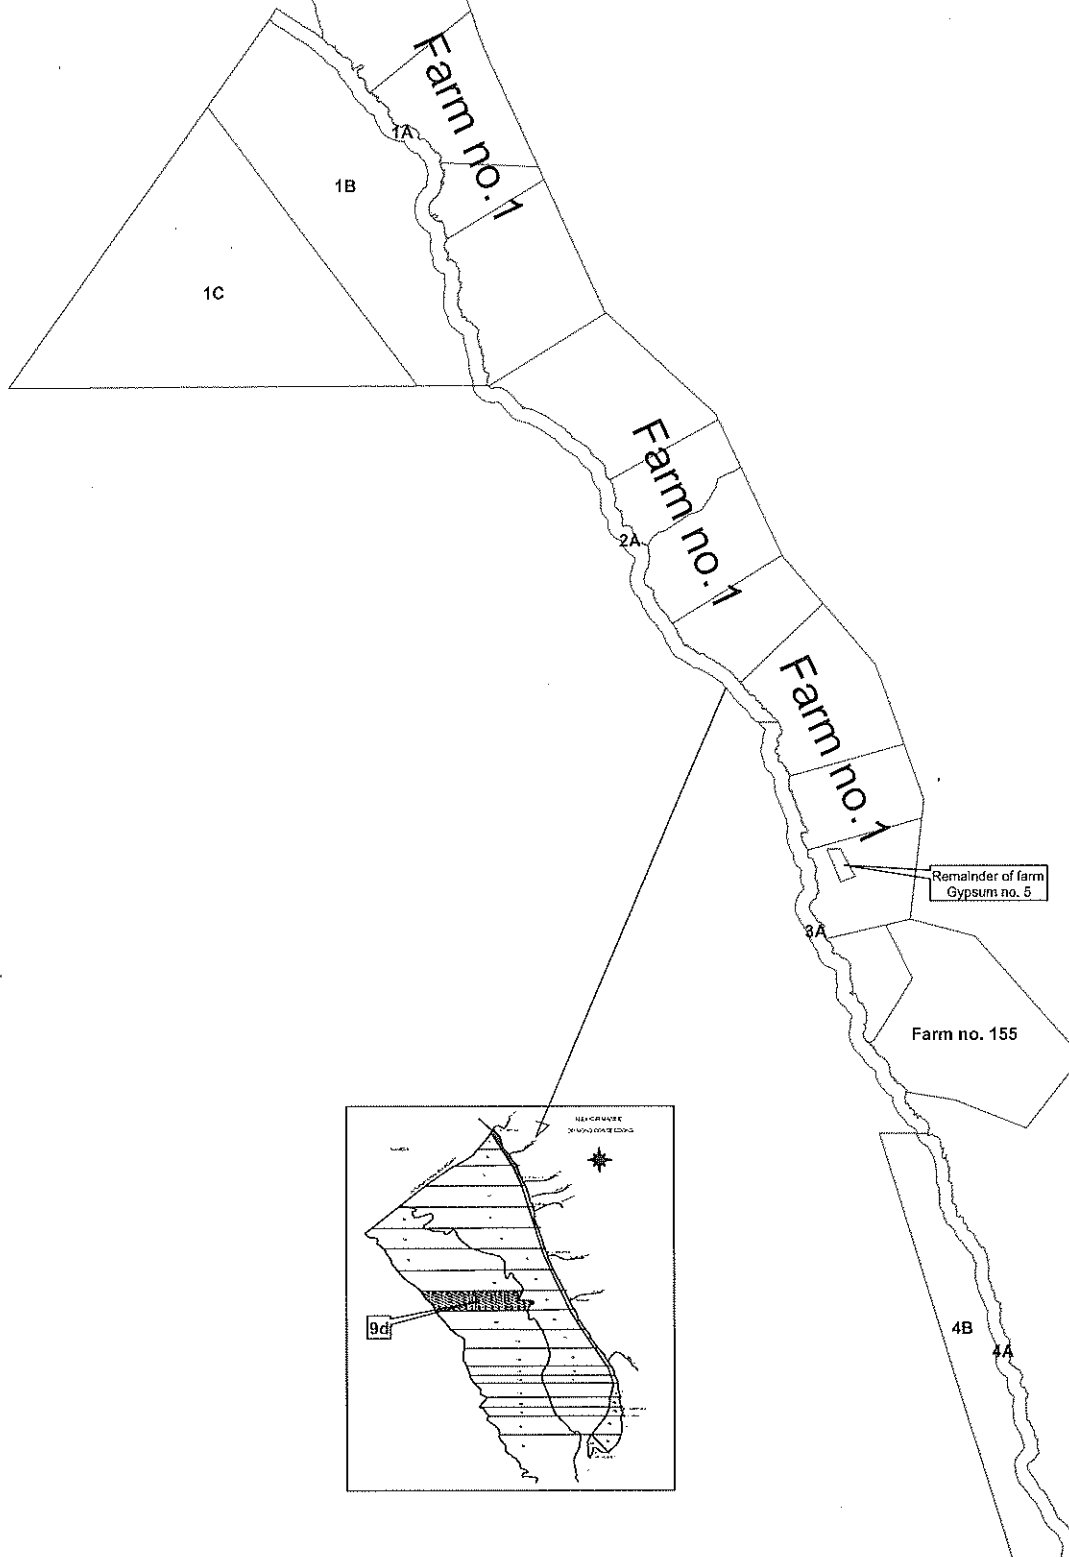 Farm no. 1
1A
1B
1C
Farm no. 1
2A
Farm no. 1
Remainder of farm
Gypsum no. 5
3A
Farm no. 155
9d
4B
4A